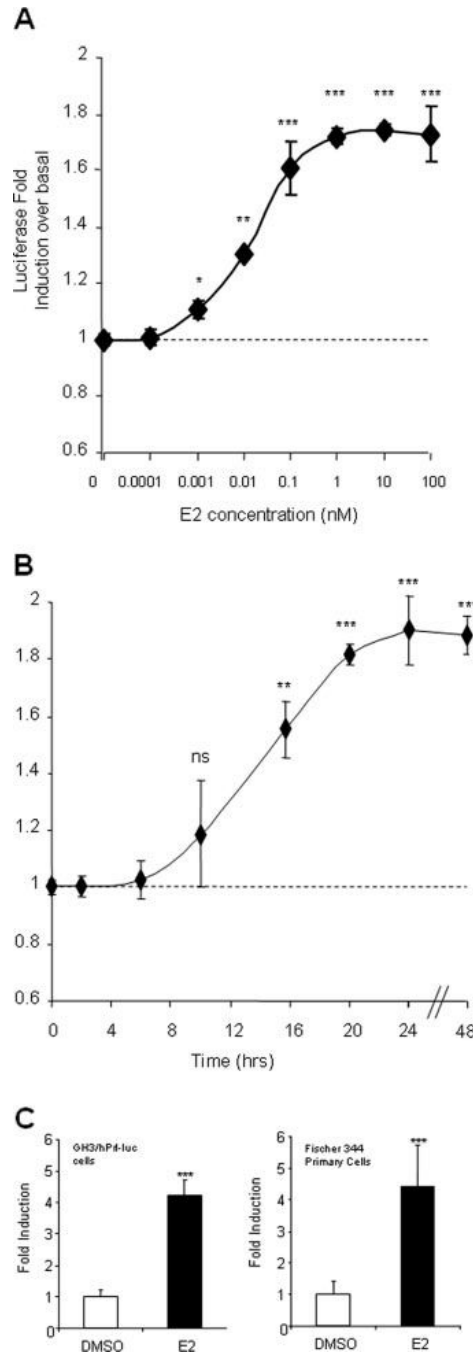 A
Luciferase Fold
Induction over basal
2
1.8
1.6
1.4
1.2
1
0.8
0.6
* ** *** *** *** ***
0 0.0001 0.001 0.01 0.1 1 10 100
E2 concentration (nM)
B
2
1.8
1.6
1.4
1.2
1
0.8
0.6
ns ** *** *** ***
0 4 8 12 16 20 24 48
Time (hrs)
C
Fold Induction
6
5
4
3
2
1
0
GH3/hPrl-luc
cells
***
DMSO E2
Fold Induction
6
5
4
3
2
1
0
Fischer 344
Primary Cells
***
DMSO E2